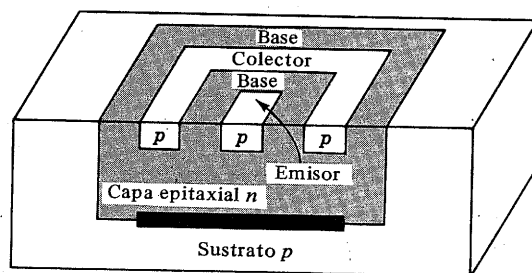 Base
Colector
Base
p
p
p
Emisor
Capa epitaxial n
Sustrato p